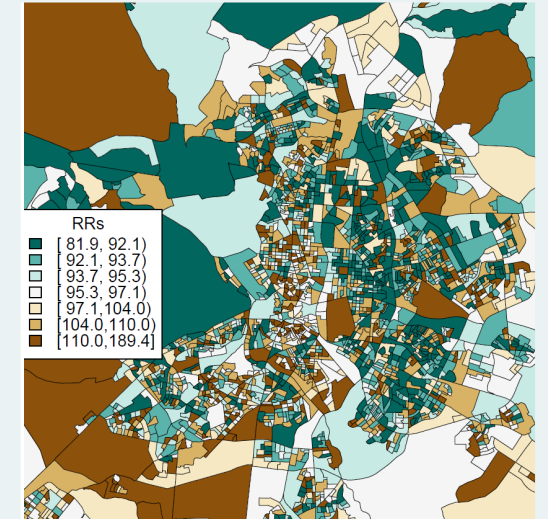 RRs
[ 81.9, 92.1)
[ 92.1, 93.7)
[ 93.7, 95.3)
[ 95.3, 97.1)
[ 97.1,104.0)
[104.0,110.0)
[110.0,189.4]